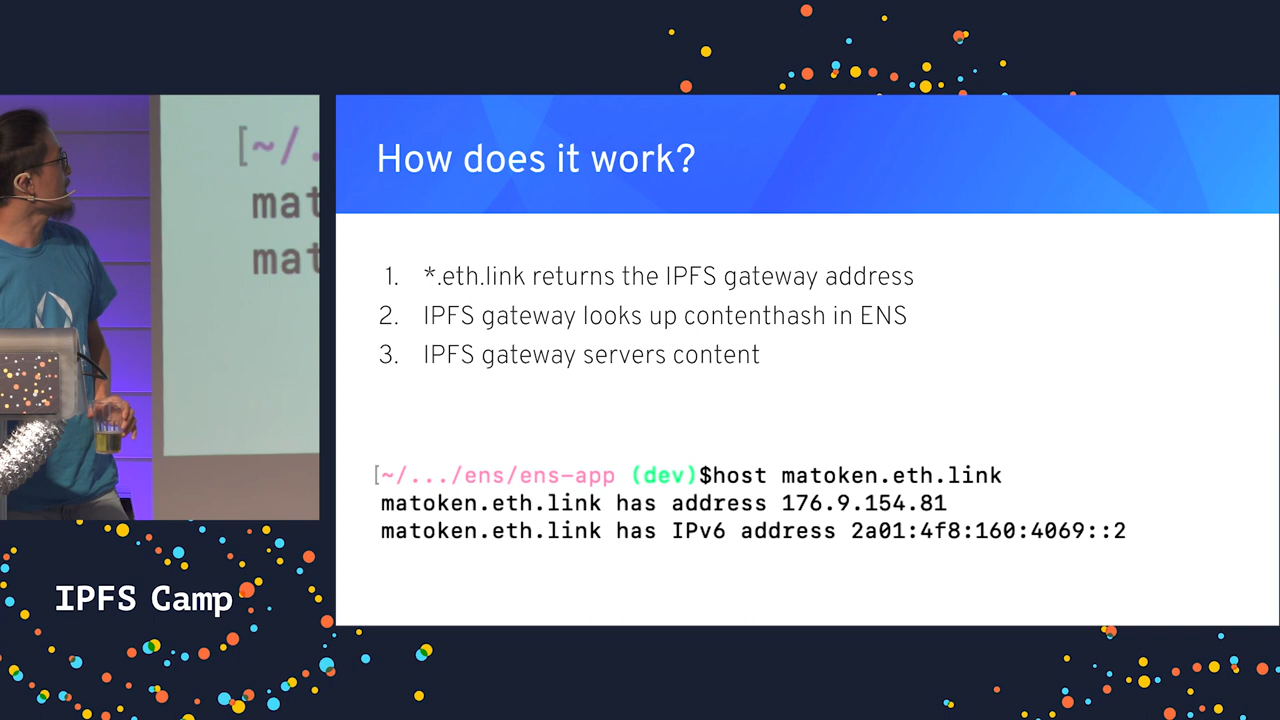 [~/.
mat
mat
How does it work?
1. *.eth.link returns the IPFS gateway address
2. IPFS gateway looks up contenthash in ENS
3. IPFS gateway servers content
[~/.../ens/ens-app (dev)$host matoken.eth.link
matoken.eth.link has address 176.9.154.81
matoken.eth.link has IPv6 address 2a01:4f8:160:4069::2
IPFS Camp